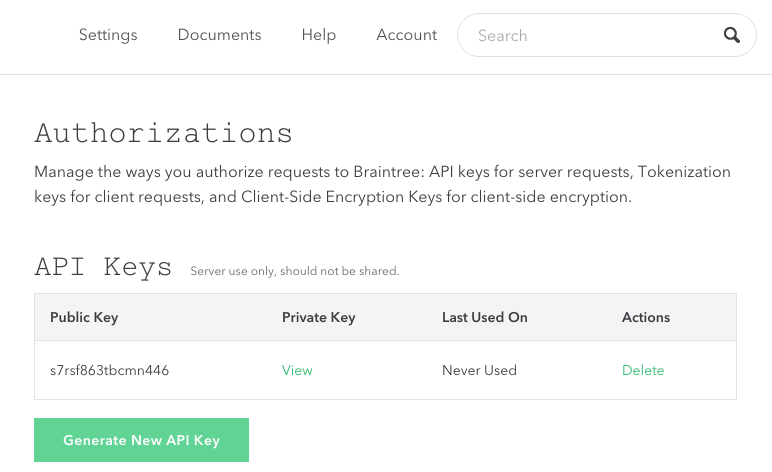 Settings Documents Help Account Search
Authorizations
Manage the ways you authorize requests to Braintree: API keys for server requests, Tokenization
keys for client requests, and Client-Side Encryption Keys for client-side encryption.
API Keys Server use only, should not be shared.
Public Key Private Key Last Used On Actions
s7rsf863tbcmn446 View Never Used Delete
Generate New API Key